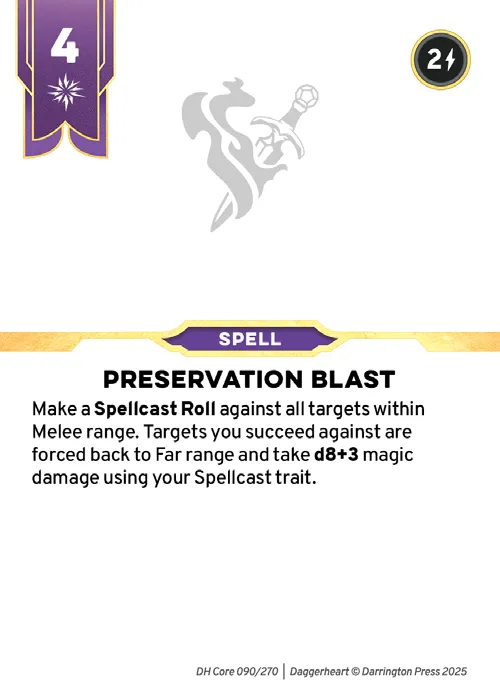 4
2
SPELL
PRESERVATION BLAST
Make a Spellcast Roll against all targets within
Melee range. Targets you succeed against are
forced back to Far range and take d8+3 magic
damage using your Spellcast trait.
DH Core 090/270 | Daggerheart © Darrington Press 2025